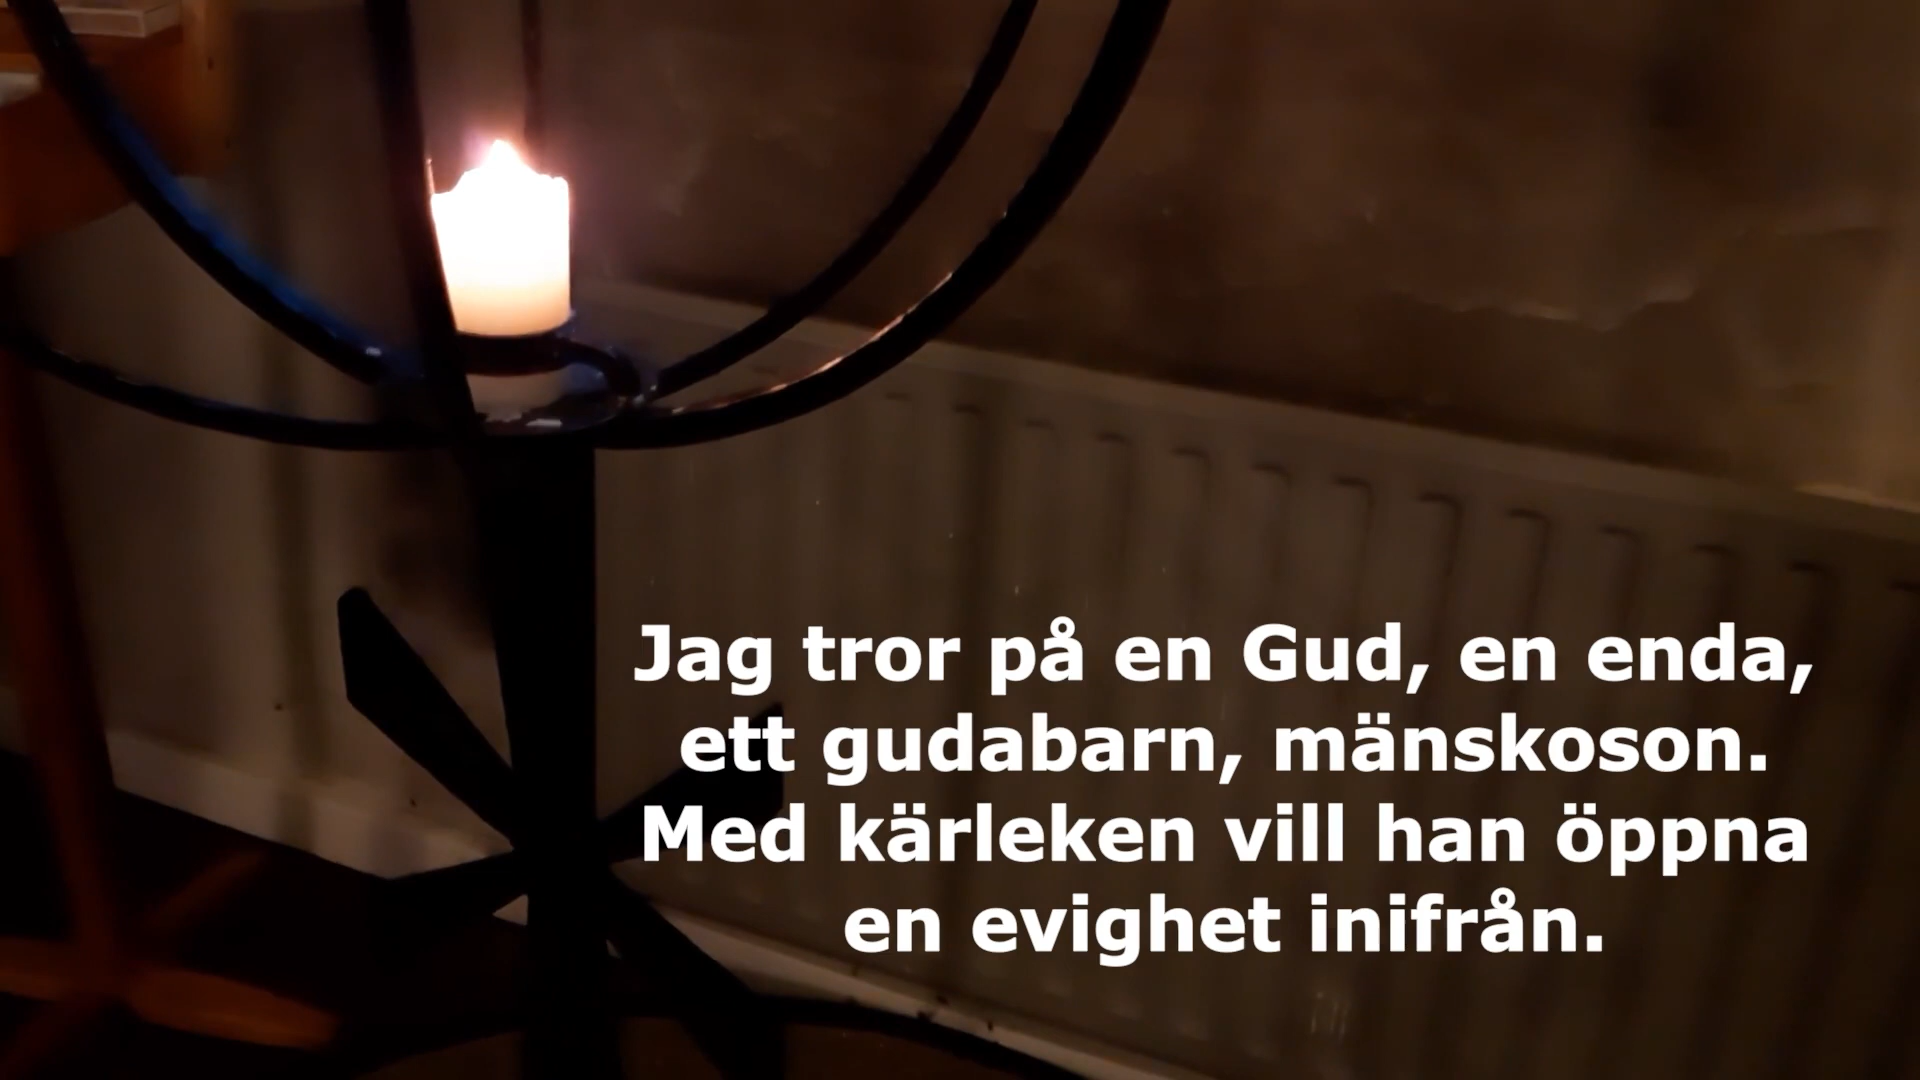 Jag tror på en Gud, en enda,
ett gudabarn, mänskoson.
Med kärleken vill han öppna
en evighet inifrån.